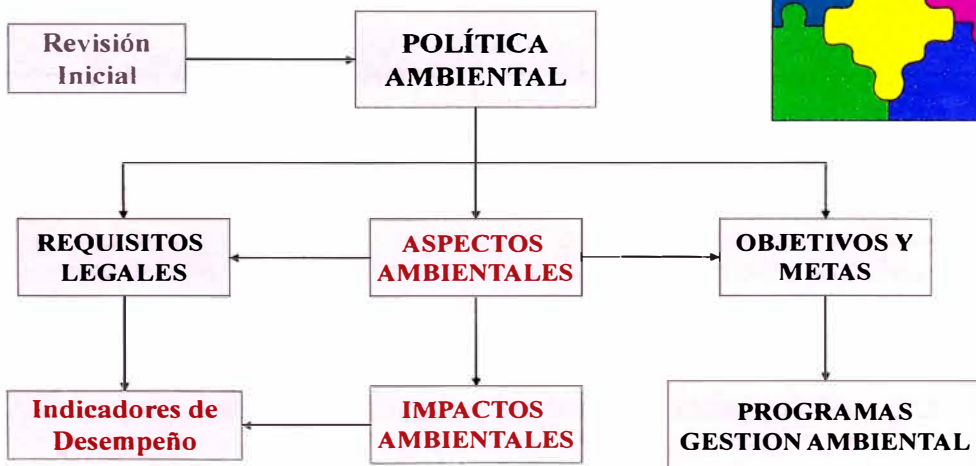 Revisión
Inicial
POLÍTICA
AMBIENTAL
REQUISITOS
LEGALES
ASPECTOS
AMBIENTALES
OBJETIVOS Y
METAS
Indicadores de
Desempeño
IMPACTOS
AMBIENTALES
PROGRAMAS
GESTION AMBIENTAL